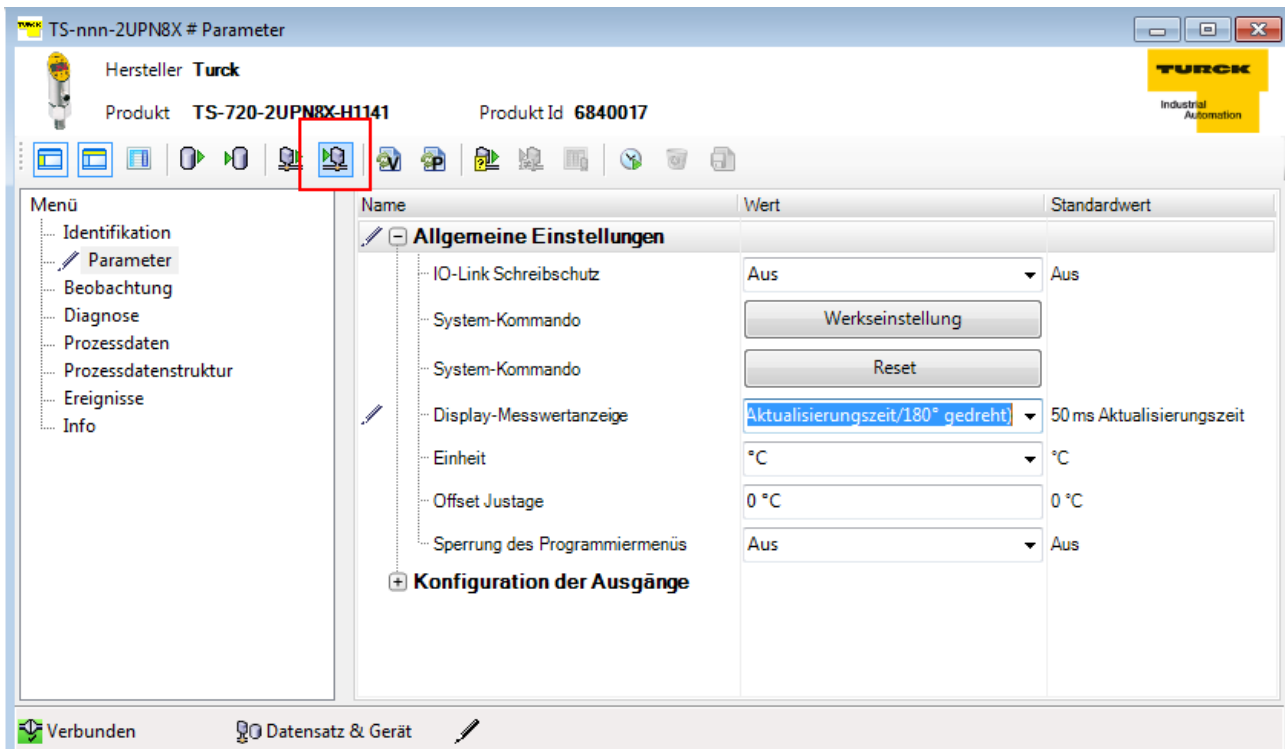 TS-nnn-2UPN8X # Parameter
Hersteller Turck
TURCK
Produkt TS-720-2UPN8X-H1141 Produkt Id 6840017
Industrial
Automation
Menü
Identifikation
Parameter
Beobachtung
Diagnose
Prozessdaten
Prozessdatenstruktur
Ereignisse
Info
Name Wert Standardwert
Allgemeine Einstellungen
IO-Link Schreibschutz Aus Aus
System-Kommando Werkseinstellung
System-Kommando Reset
Display-Messwertanzeige Aktualisierungszeit/180° gedreht) 50 ms Aktualisierungszeit
Einheit °C °C
Offset Justage 0 °C 0 °C
Sperrung des Programmiermenüs Aus Aus
Konfiguration der Ausgänge
Verbunden Datensatz & Gerät